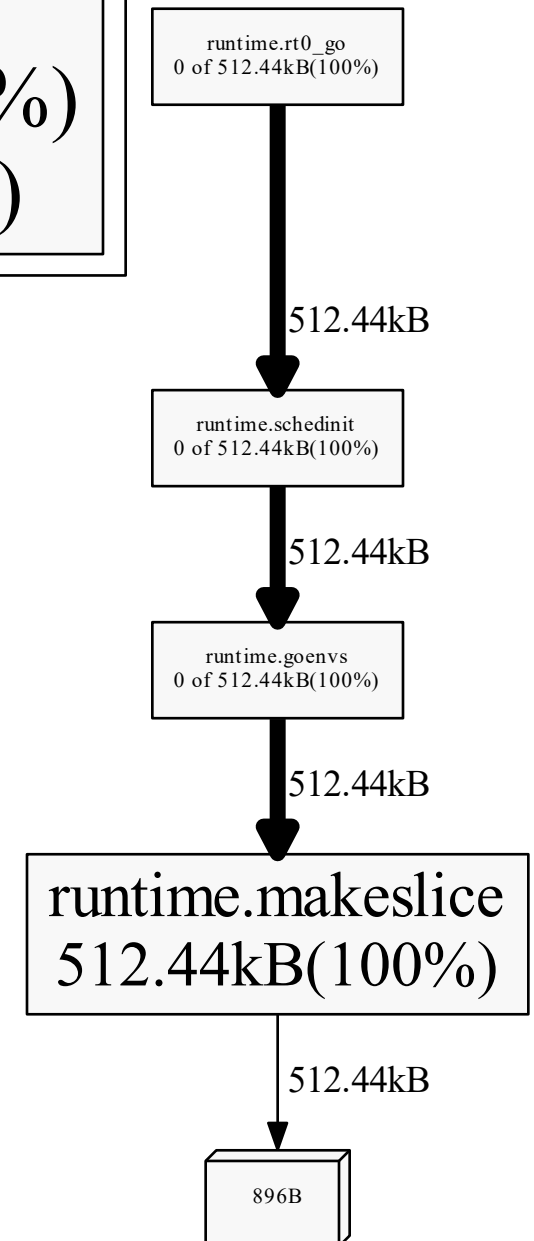 %)
)
runtime.rt0_go
0 of 512.44kB(100%)
512.44kB
runtime.schedinit
0 of 512.44kB(100%)
512.44kB
runtime.goenvs
0 of 512.44kB(100%)
512.44kB
runtime.makeslice
512.44kB(100%)
512.44kB
896B